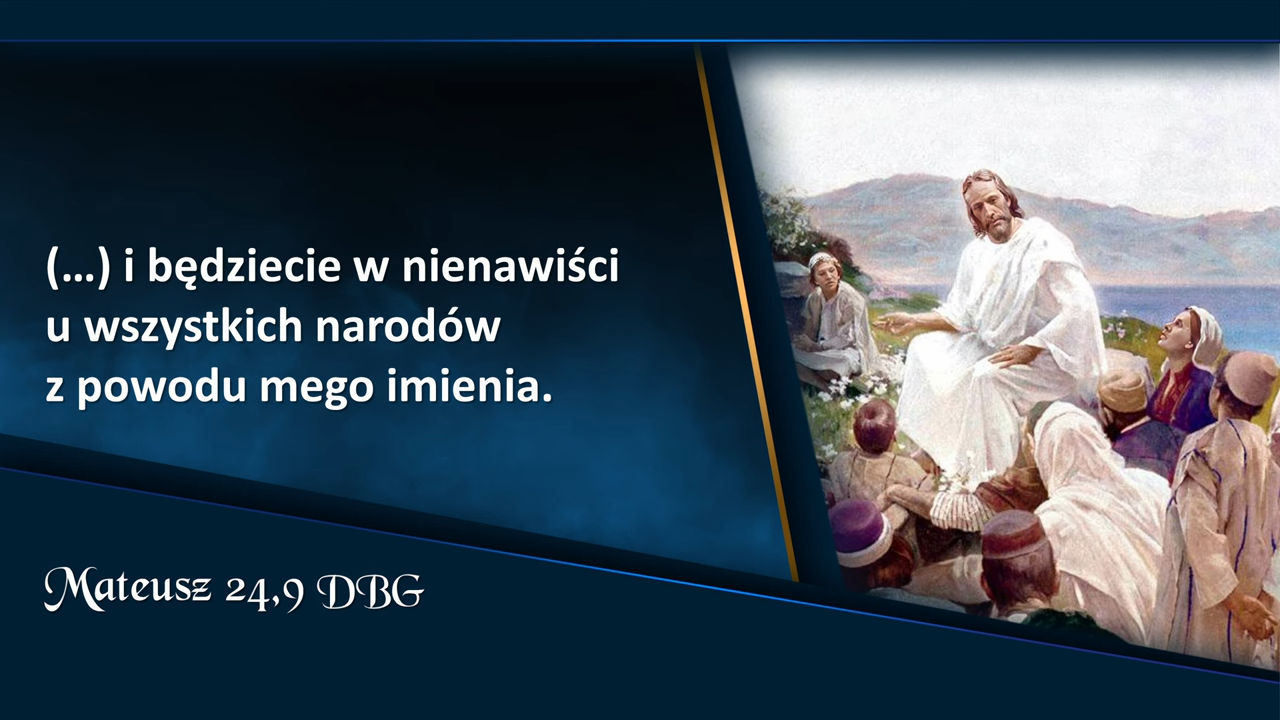 (...) i będziecie w nienawiści
u wszystkich narodów
z powodu mego imienia.
Mateusz 24,9 DBG